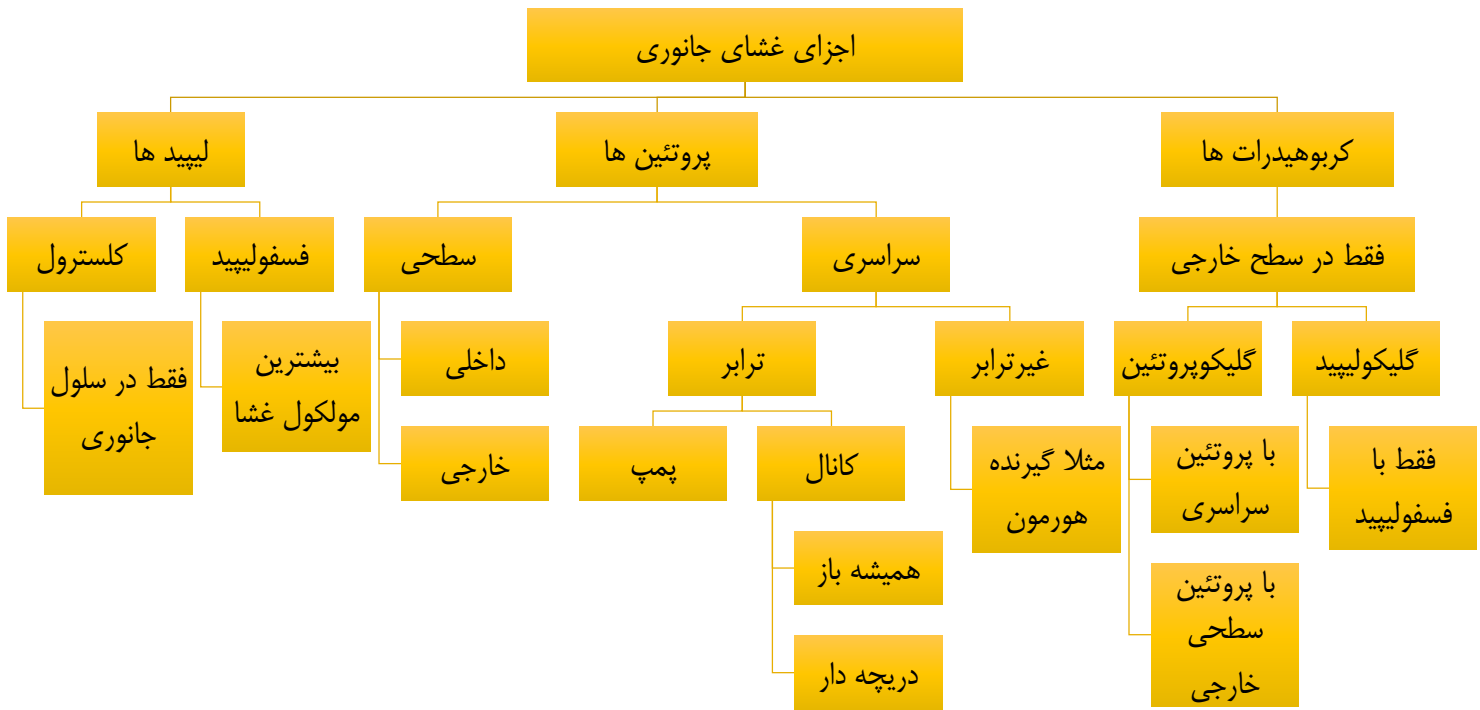 اجزای غشای جانوری
کربوهیدرات ها
پروتئین ها
لیپید ها
فقط در سطح خارجی
سراسری
سطحی
فسفولیپید
کلسترول
گلیکولیپید
گلیکوپروتئین
غیرترابر
ترابر
داخلی
بیشترین
مولکول غشا
فقط در سلول
جانوری
فقط با
فسفولیپید
با پروتئین
سراسری
مثلا گیرنده
هورمون
کانال
پمپ
خارجی
همیشه باز
با پروتئین
سطحی
خارجی
دریچه دار